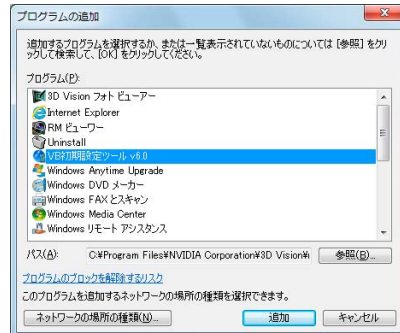 プログラムの追加
追加するプログラムを選択するか、または一覧表示されていないものについては [参照] をクリックして検索して、[OK] をクリックしてください。
プログラム(P):
3D Vision フォト ビューアー
Internet Explorer
RM ビューワー
Uninstall
VB初期設定ツール v6.0
Windows Anytime Upgrade
Windows DVD メーカー
Windows FAX とスキャン
Windows Media Center
Windows リモート アシスタンス
パス(A): C:¥Program Files¥NVIDIA Corporation¥3D Vision¥ 参照(B)...
プログラムのブロックを解除するリスク
このプログラムを追加するネットワークの場所の種類を選択できます。
ネットワークの場所の種類(N)... 追加 キャンセル